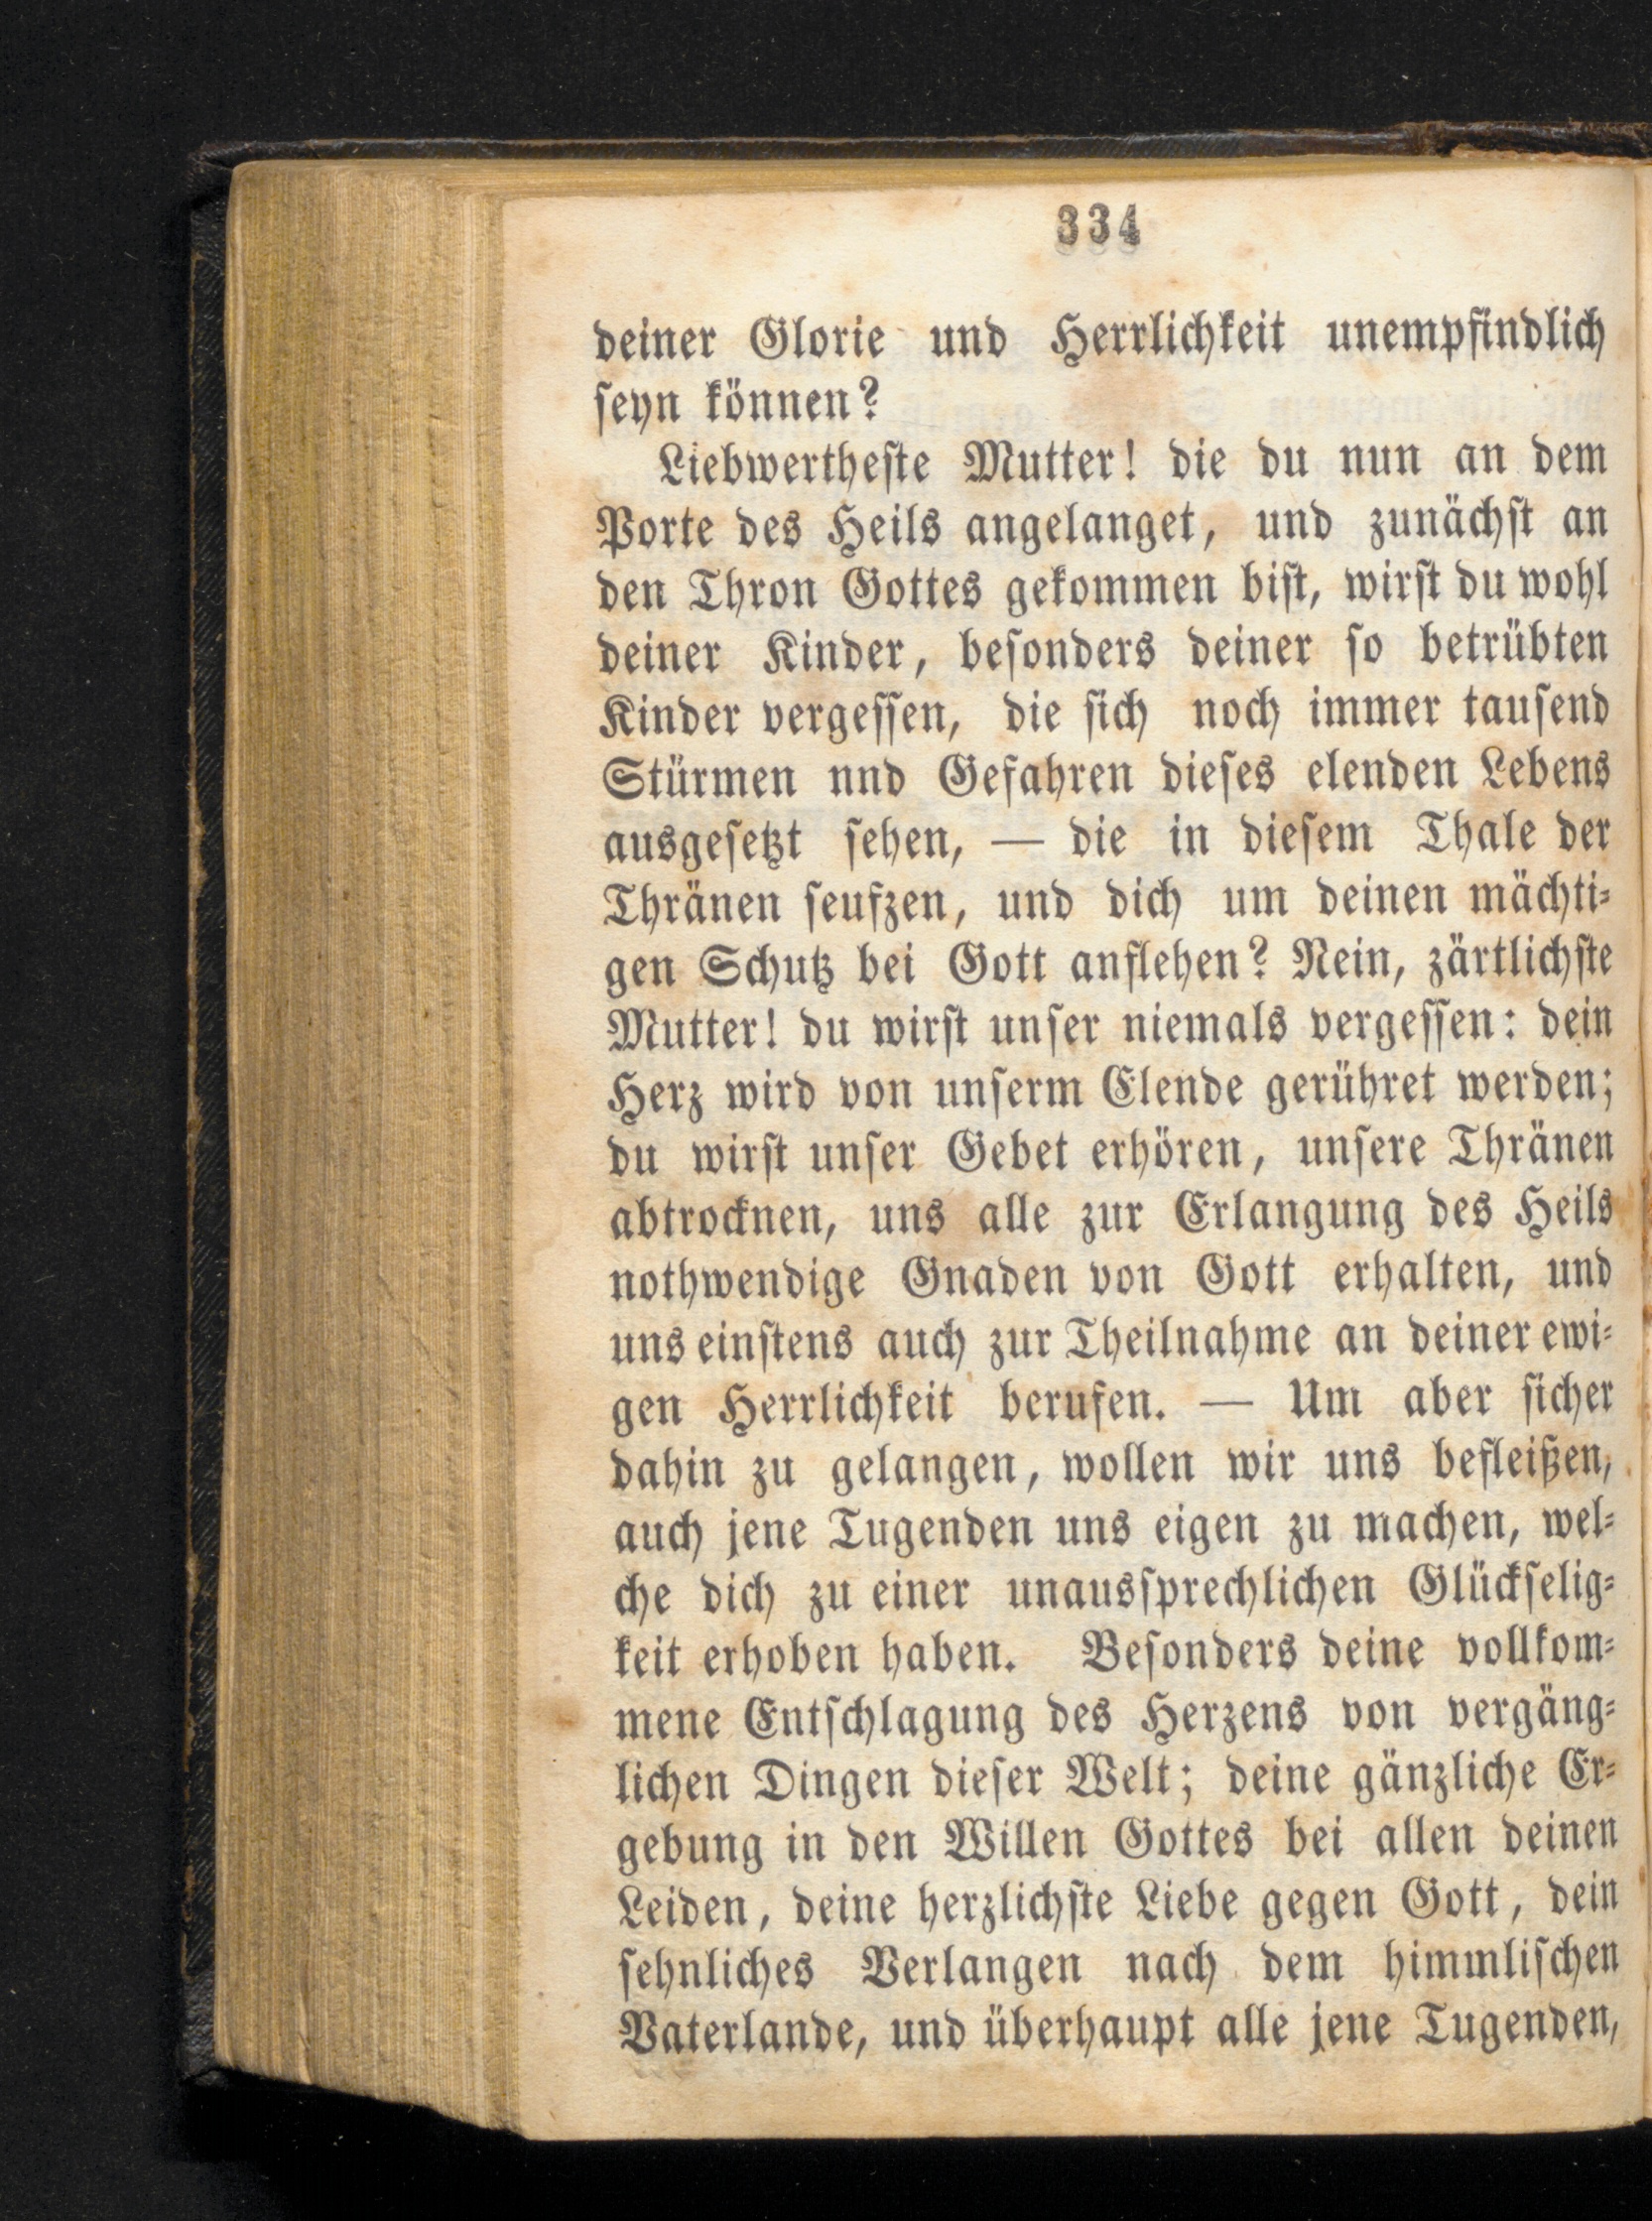 334
deiner Glorie und Herrlichkeit unempfindlich
ſeyn können?
Liebwertheſte Mutter! die du nun an dem
Porte des Heils angelanget, und zunächſt an
den Thron Gottes gekommen biſt, wirſt du wohl
deiner Kinder, beſonders deiner ſo betrübten
Kinder vergeſſen, die ſich noch immer tauſend
Stürmen nnd Gefahren dieſes elenden Lebens
ausgeſetzt ſehen, — die in dieſem Thale der
Thränen ſeufzen, und dich um deinen mächti⸗
gen Schutz bei Gott anflehen? Nein, zärtlichſte
Mutter! du wirſt unſer niemals vergeſſen: dein
Herz wird von unſerm Elende gerühret werden;
du wirſt unſer Gebet erhören, unſere Thränen
abtrocknen, uns alle zur Erlangung des Heils
nothwendige Gnaden von Gott erhalten, und
uns einſtens auch zur Theilnahme an deiner ewi⸗
gen Herrlichkeit berufen. — Um aber ſicher
dahin zu gelangen, wollen wir uns befleißen,
auch jene Tugenden uns eigen zu machen, wel⸗
che dich zu einer unausſprechlichen Glückſelig⸗
keit erhoben haben. Beſonders deine vollkom⸗
mene Entſchlagung des Herzens von vergäng⸗
lichen Dingen dieſer Welt; deine gänzliche Er⸗
gebung in den Willen Gottes bei allen deinen
Leiden, deine herzlichſte Liebe gegen Gott, dein
ſehnliches Verlangen nach dem himmliſchen
Vaterlande, und überhaupt alle jene Tugenden,